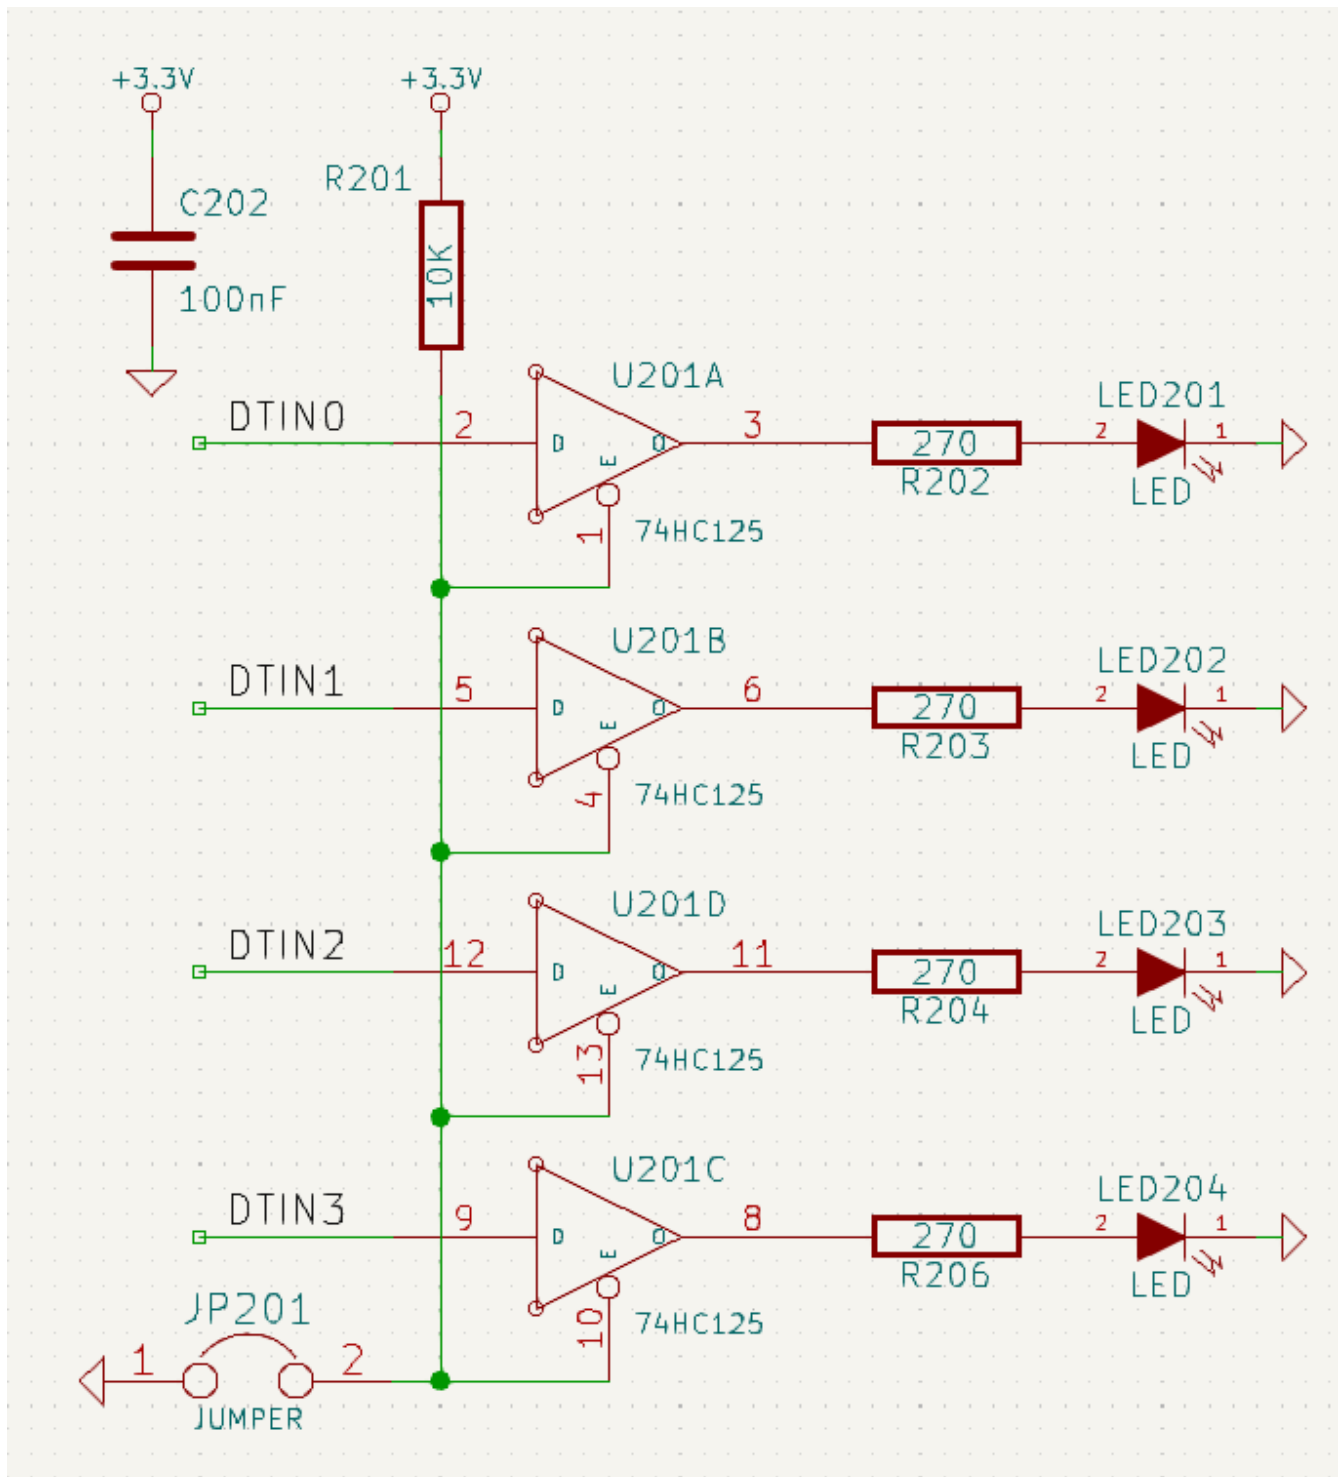 +3.3V
+3.3V
R201
C202
10K
100nF
U201A
DTIN0
2
D
O
E
3
270
R202
LED201
2
1
LED
1
74HC125
U201B
DTIN1
5
D
O
E
6
270
R203
LED202
2
1
LED
4
74HC125
U201D
DTIN2
12
D
O
E
11
270
R204
LED203
2
1
LED
13
74HC125
U201C
DTIN3
9
D
O
E
8
270
R206
LED204
2
1
LED
10
74HC125
JP201
1
2
JUMPER